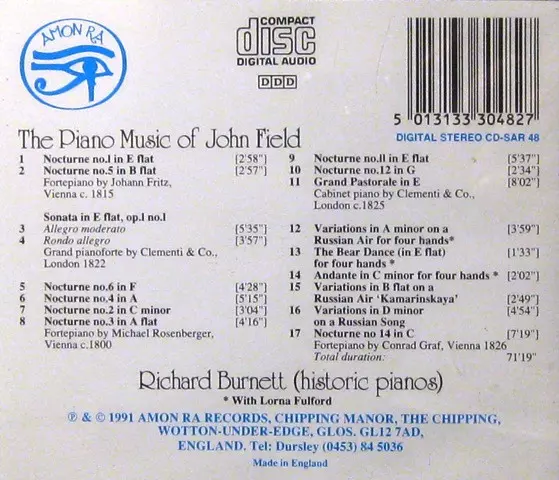 AMON RA
COMPACT
disc
DIGITAL AUDIO
DDD
5 013133 304827
DIGITAL STEREO CD-SAR 48
The Piano Music of John Field
1 Nocturne no.1 in E flat [2'58"]
2 Nocturne no.5 in B flat [2'57"]
Fortepiano by Johann Fritz,
Vienna c. 1815
Sonata in E flat, op.1 no.1
3 Allegro moderato [5'35"]
4 Rondo allegro [3'57"]
Grand pianoforte by Clementi & Co.,
London 1822
5 Nocturne no.6 in F [4'28"]
6 Nocturne no.4 in A [5'15"]
7 Nocturne no.2 in C minor [3'04"]
8 Nocturne no.3 in A flat [4'16"]
Fortepiano by Michael Rosenberger,
Vienna c.1800
9 Nocturne no.11 in E flat [5'37"]
10 Nocturne no.12 in G [2'34"]
11 Grand Pastorale in E [8'02"]
Cabinet piano by Clementi & Co.,
London c.1825
12 Variations in A minor on a [3'59"]
Russian Air for four hands*
13 The Bear Dance (in E flat) [1'33"]
for four hands *
14 Andante in C minor for four hands * [2'02"]
15 Variations in B flat on a
Russian Air 'Kamarinskaya' [2'49"]
16 Variations in D minor [4'54"]
on a Russian Song
17 Nocturne no 14 in C [7'19"]
Fortepiano by Conrad Graf, Vienna 1826
Total duration: 71'19"
Richard Burnett (historic pianos)
* With Lorna Fulford
℗ & © 1991 AMON RA RECORDS, CHIPPING MANOR, THE CHIPPING,
WOTTON-UNDER-EDGE, GLOS. GL12 7AD,
ENGLAND. Tel: Dursley (0453) 84 5036
Made in England